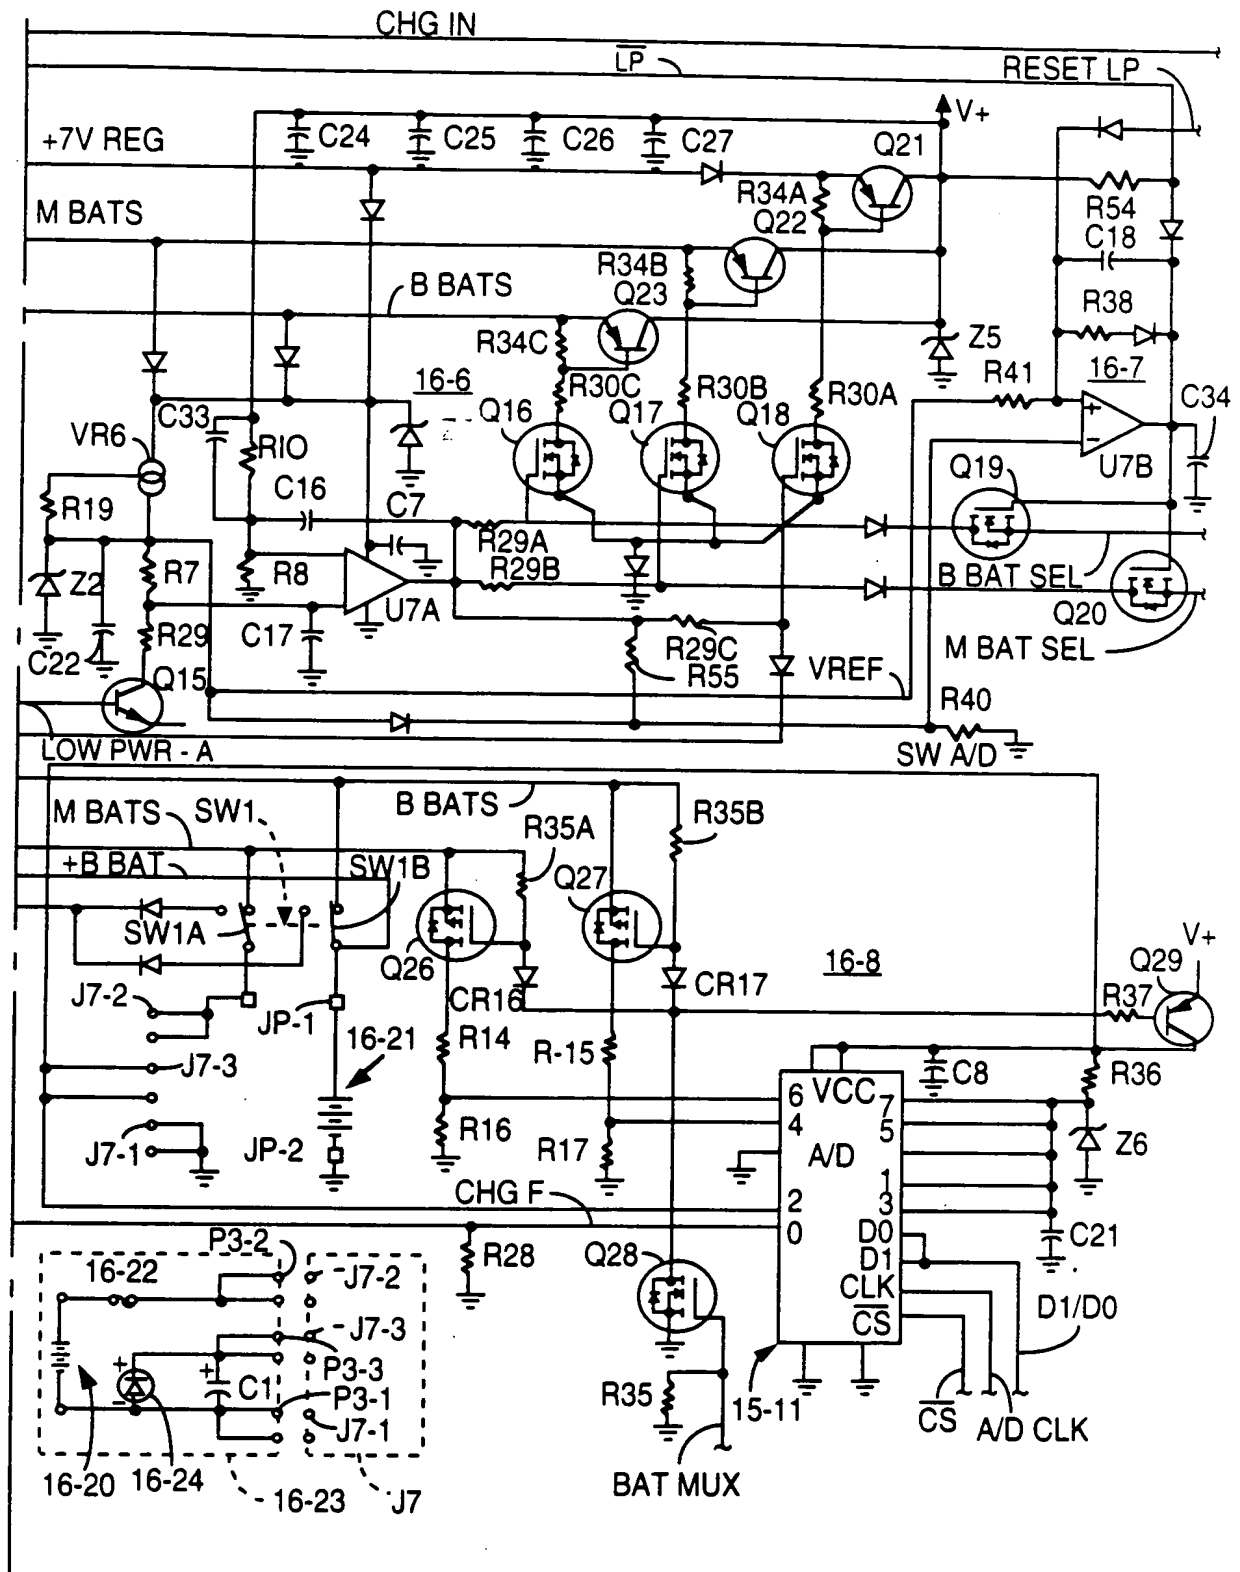 CHG IN
LP
RESET LP
V+
+7V REG
C24
C25
C26
C27
Q21
M BATS
R34A
Q22
R54
C18
B BATS
R34B
Q23
R38
R34C
Z5
16-6
R30C
R30B
R30A
R41
16-7
C33
Q16
Q17
Q18
C34
VR6
R10
U7B
Q19
C16
C7
R19
R29A
R29B
Z2
R7
R8
U7A
B BAT SEL
Q20
C22
R29
C17
R29C
M BAT SEL
Q15
R55
VREF
R40
LOW PWR - A
SW A/D
M BATS
SW1
B BATS
R35B
R35A
+B BAT
SW1B
Q27
SW1A
Q26
16-8
V+
Q29
J7-2
CR16
CR17
R37
JP-1
16-21
R14
R-15
J7-3
C8
R36
6
VCC
7
4
5
R16
J7-1
JP-2
R17
A/D
Z6
1
CHG F
2
3
0
D0
C21
P3-2
R28
Q28
D1
16-22
J7-2
CLK
D1/D0
J7-3
CS
P3-3
C1
P3-1
R35
15-11
J7-1
CS
A/D CLK
16-20
16-24
16-23
J7
BAT MUX
+
-
+
-
+